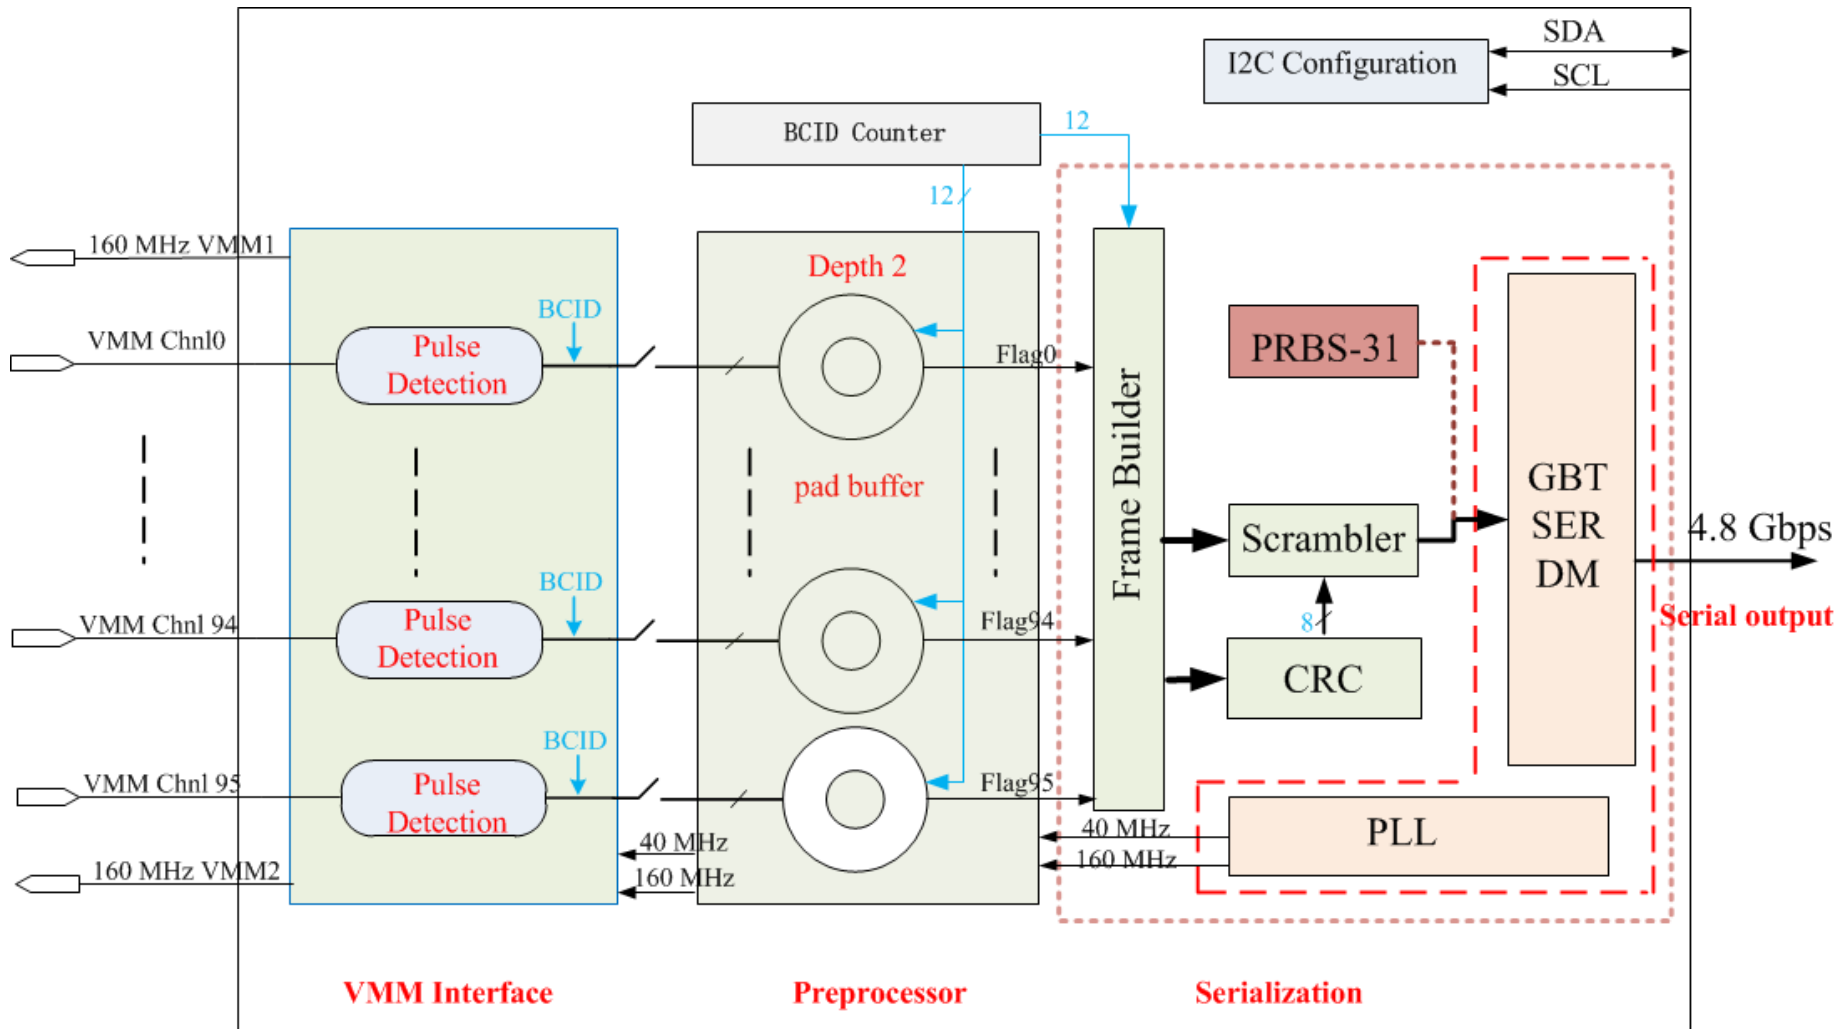 SDA
I2C Configuration
SCL
BCID Counter
12
12
160 MHz VMM1
Depth 2
BCID
VMM Chnl0
Pulse
Detection
Flag0
PRBS-31
pad buffer
Frame Builder
GBT
SER
DM
Scrambler
4.8 Gbps
Serial output
BCID
VMM Chnl 94
Pulse
Detection
Flag94
8
CRC
BCID
VMM Chnl 95
Pulse
Detection
Flag95
40 MHz
160 MHz
40 MHz
160 MHz
PLL
160 MHz VMM2
VMM Interface
Preprocessor
Serialization